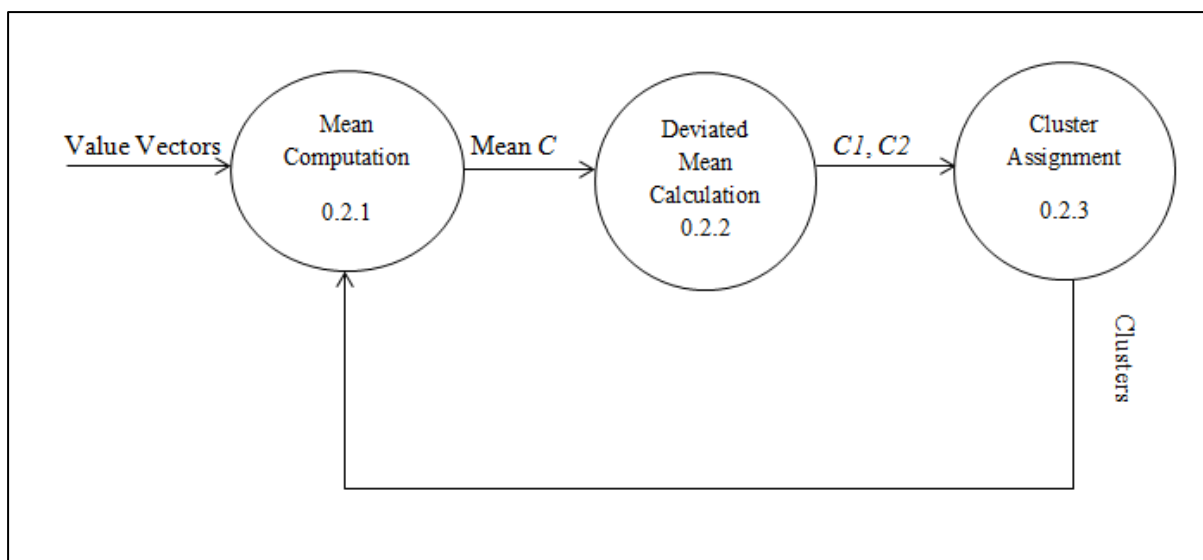 Value Vectors
Mean
Computation
0.2.1
Mean C
Deviated
Mean
Calculation
0.2.2
C1, C2
Cluster
Assignment
0.2.3
Clusters